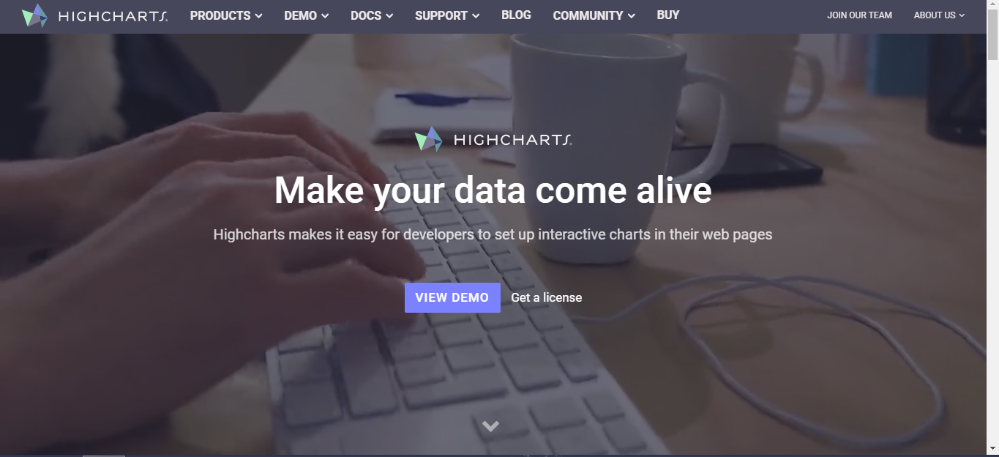 HIGHCHARTS PRODUCTS DEMO DOCS SUPPORT BLOG COMMUNITY BUY JOIN OUR TEAM ABOUT US
HIGHCHARTS
Make your data come alive
Highcharts makes it easy for developers to set up interactive charts in their web pages
VIEW DEMO Get a license